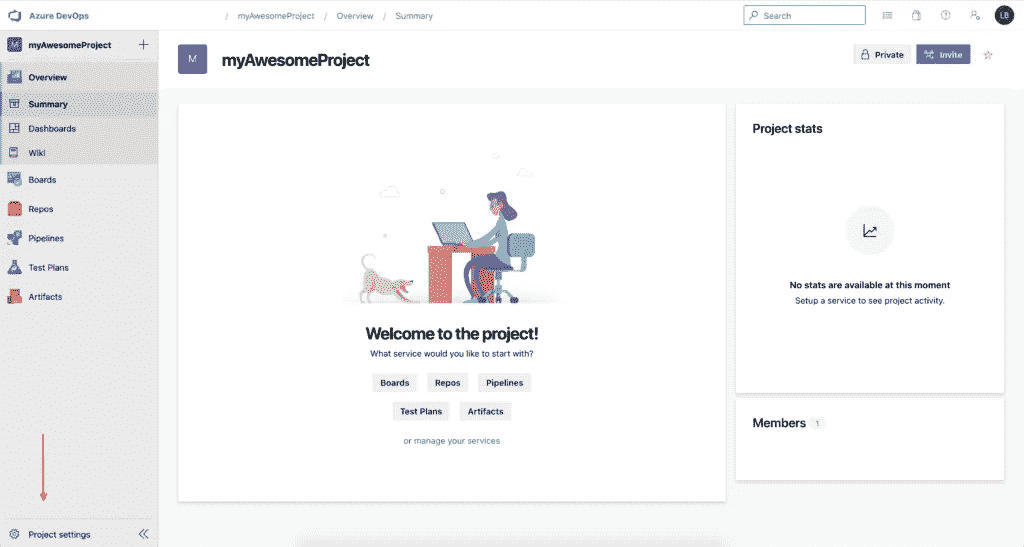 Azure DevOps / myAwesomeProject / Overview / Summary Search LB
M myAwesomeProject +
Overview
Summary
Dashboards
Wiki
Boards
Repos
Pipelines
Test Plans
Artifacts
Project settings
M myAwesomeProject Private Invite
Welcome to the project!
What service would you like to start with?
Boards Repos Pipelines
Test Plans Artifacts
or manage your services
Project stats
No stats are available at this moment
Setup a service to see project activity.
Members 1